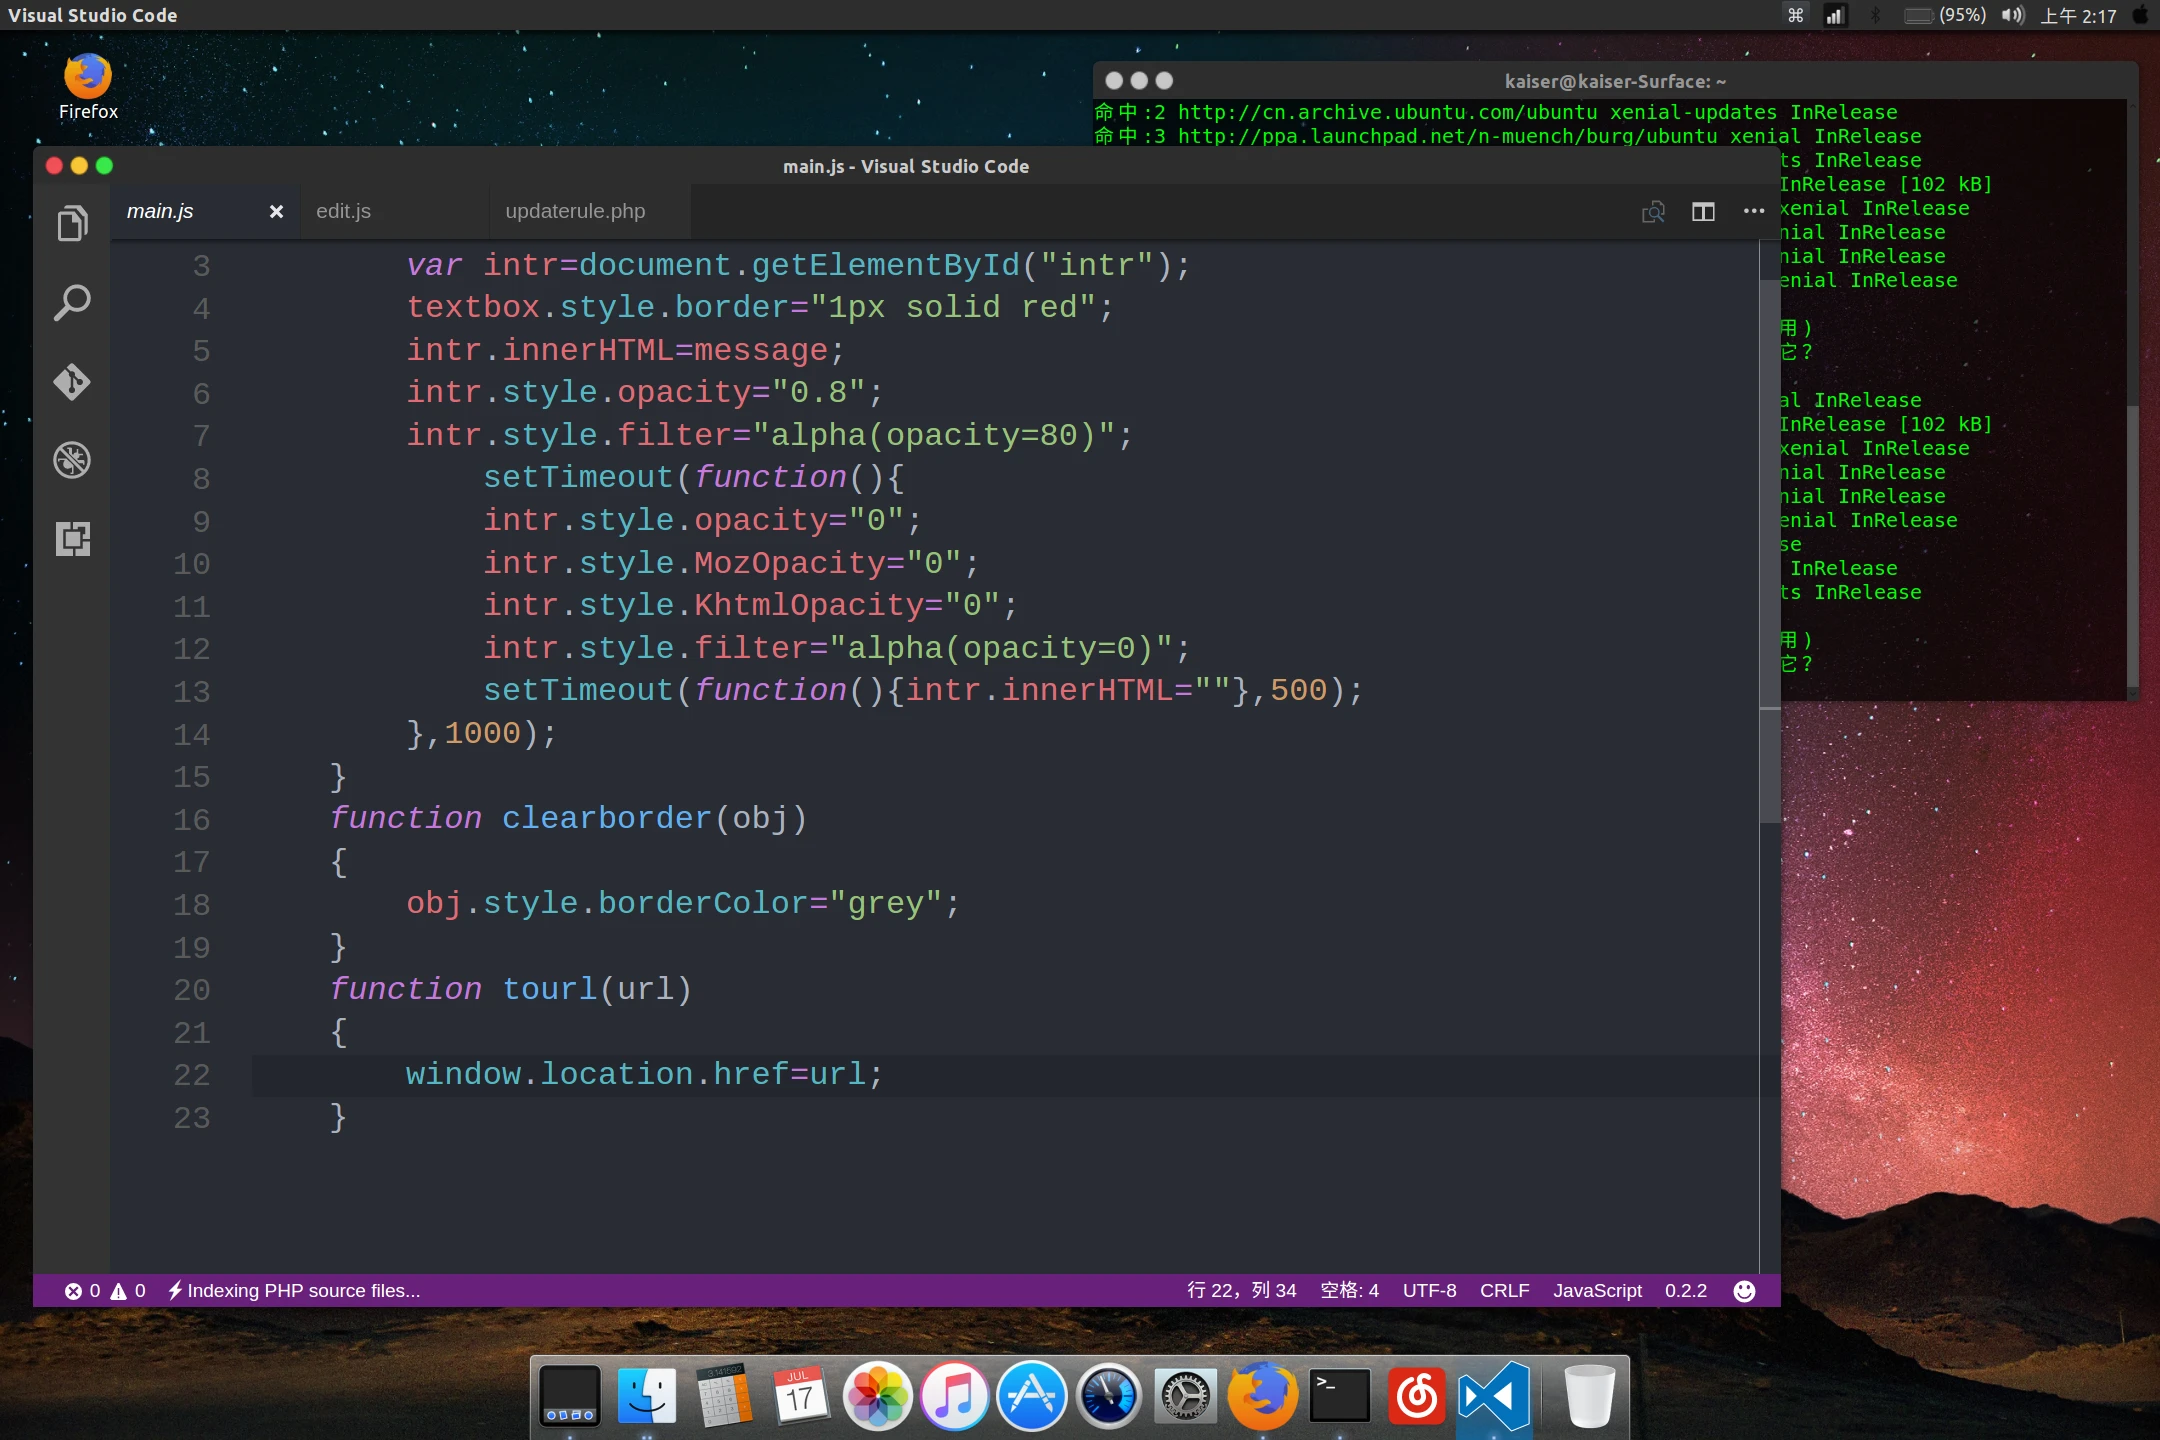 Visual Studio Code
(95%)
上午 2:17
Firefox
kaiser@kaiser-Surface: ~
命中:2 http://cn.archive.ubuntu.com/ubuntu xenial-updates InRelease
命中:3 http://ppa.launchpad.net/n-muench/burg/ubuntu xenial InRelease
ts InRelease
InRelease [102 kB]
xenial InRelease
nial InRelease
nial InRelease
enial InRelease
用)
它?
al InRelease
InRelease [102 kB]
xenial InRelease
nial InRelease
nial InRelease
enial InRelease
se
InRelease
ts InRelease
用)
它?
main.js - Visual Studio Code
main.js
edit.js
updaterule.php
3 var intr=document.getElementById("intr");
4 textbox.style.border="1px solid red";
5 intr.innerHTML=message;
6 intr.style.opacity="0.8";
7 intr.style.filter="alpha(opacity=80)";
8 setTimeout(function(){
9 intr.style.opacity="0";
10 intr.style.MozOpacity="0";
11 intr.style.KhtmlOpacity="0";
12 intr.style.filter="alpha(opacity=0)";
13 setTimeout(function(){intr.innerHTML=""},500);
14 },1000);
15 }
16 function clearborder(obj)
17 {
18 obj.style.borderColor="grey";
19 }
20 function tourl(url)
21 {
22 window.location.href=url;
23 }
0 0 Indexing PHP source files...
行 22，列 34 空格: 4 UTF-8 CRLF JavaScript 0.2.2
JUL
17
>_